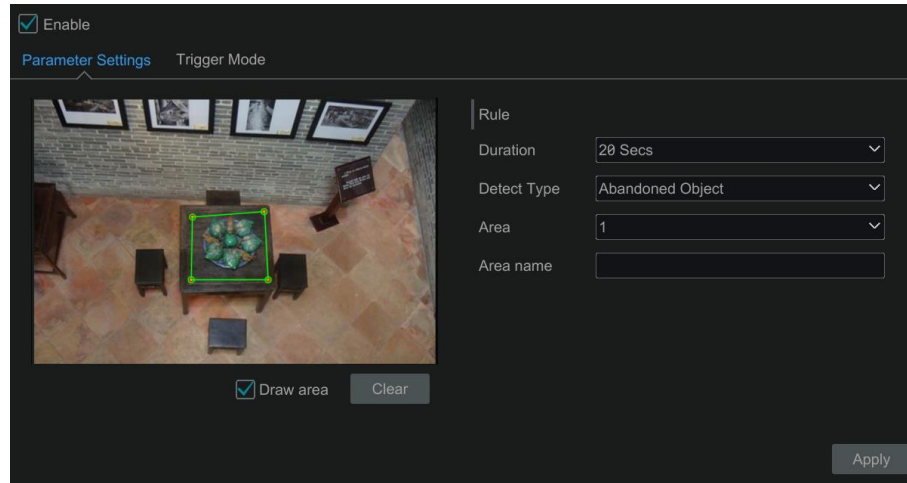 Enable
Parameter Settings Trigger Mode
Rule
Duration 20 Secs
Detect Type Abandoned Object
Area 1
Area name
Draw area Clear
Apply